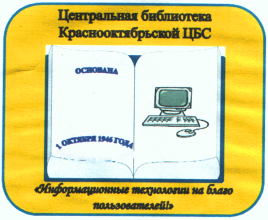 Центральная библиотека
Краснооктябрьской ЦБС
ОСНОВАНА
1 ОКТЯБРЯ 1946 ГОДА
«Информационные технологии на благо
пользователей!»